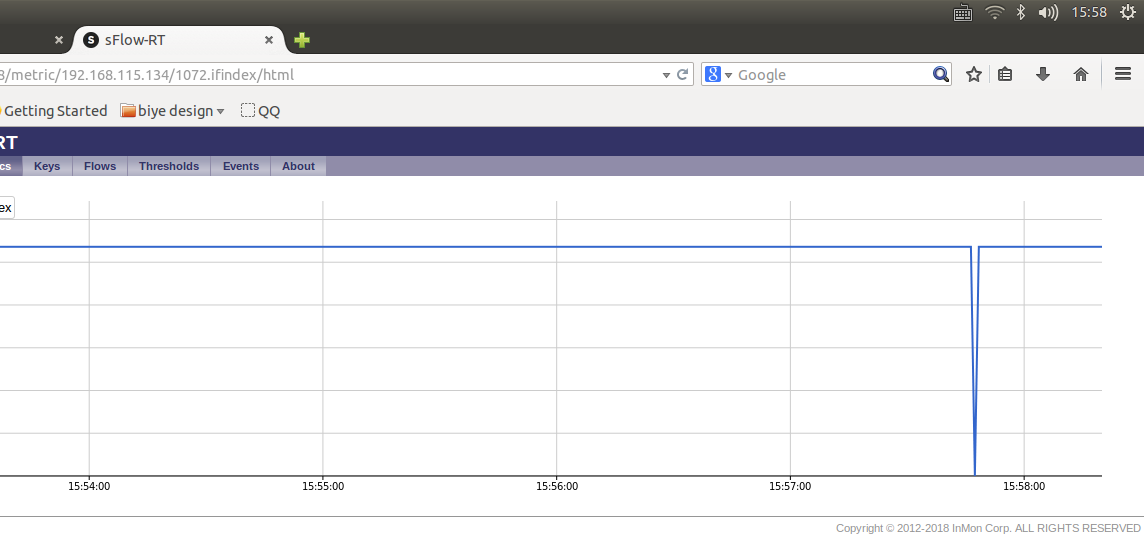 15:58
S sFlow-RT
3/metric/192.168.115.134/1072.ifindex/html
8 Google
Getting Started biye design QQ
RT
cs Keys Flows Thresholds Events About
ex
15:54:00 15:55:00 15:56:00 15:57:00 15:58:00
Copyright © 2012-2018 InMon Corp. ALL RIGHTS RESERVED